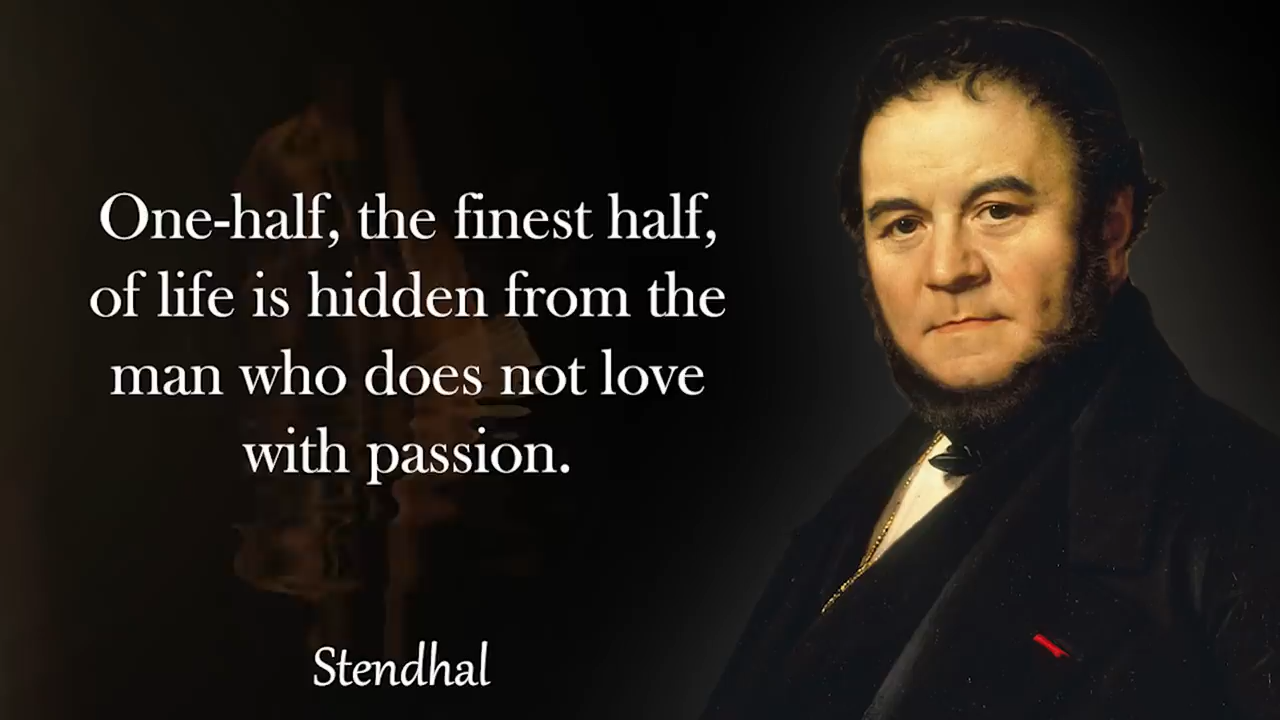 One-half, the finest half,
of life is hidden from the
man who does not love
with passion.
Stendhal